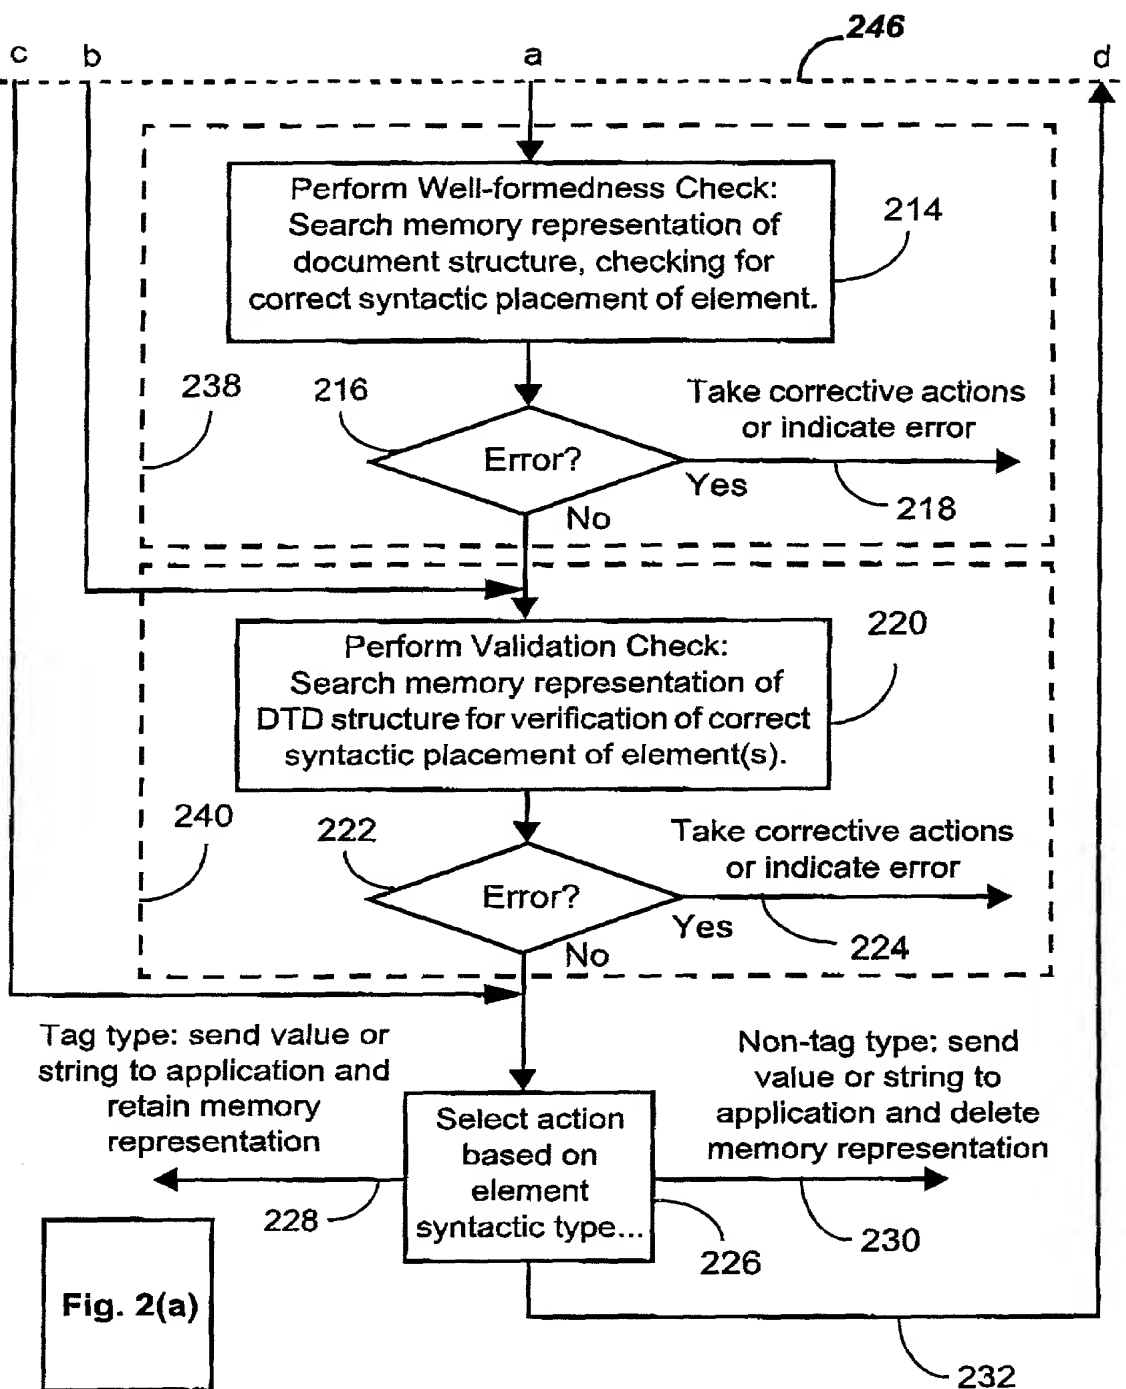 246
c
b
a
d
Perform Well-formedness Check:
Search memory representation of
document structure, checking for
correct syntactic placement of element.
214
238
216
Take corrective actions
or indicate error
Error?
Yes
218
No
220
Perform Validation Check:
Search memory representation of
DTD structure for verification of correct
syntactic placement of element(s).
240
222
Take corrective actions
or indicate error
Error?
Yes
224
No
Tag type: send value or
string to application and
retain memory
representation
Non-tag type: send
value or string to
application and delete
memory representation
Select action
based on
element
syntactic type...
228
226
230
Fig. 2(a)
232